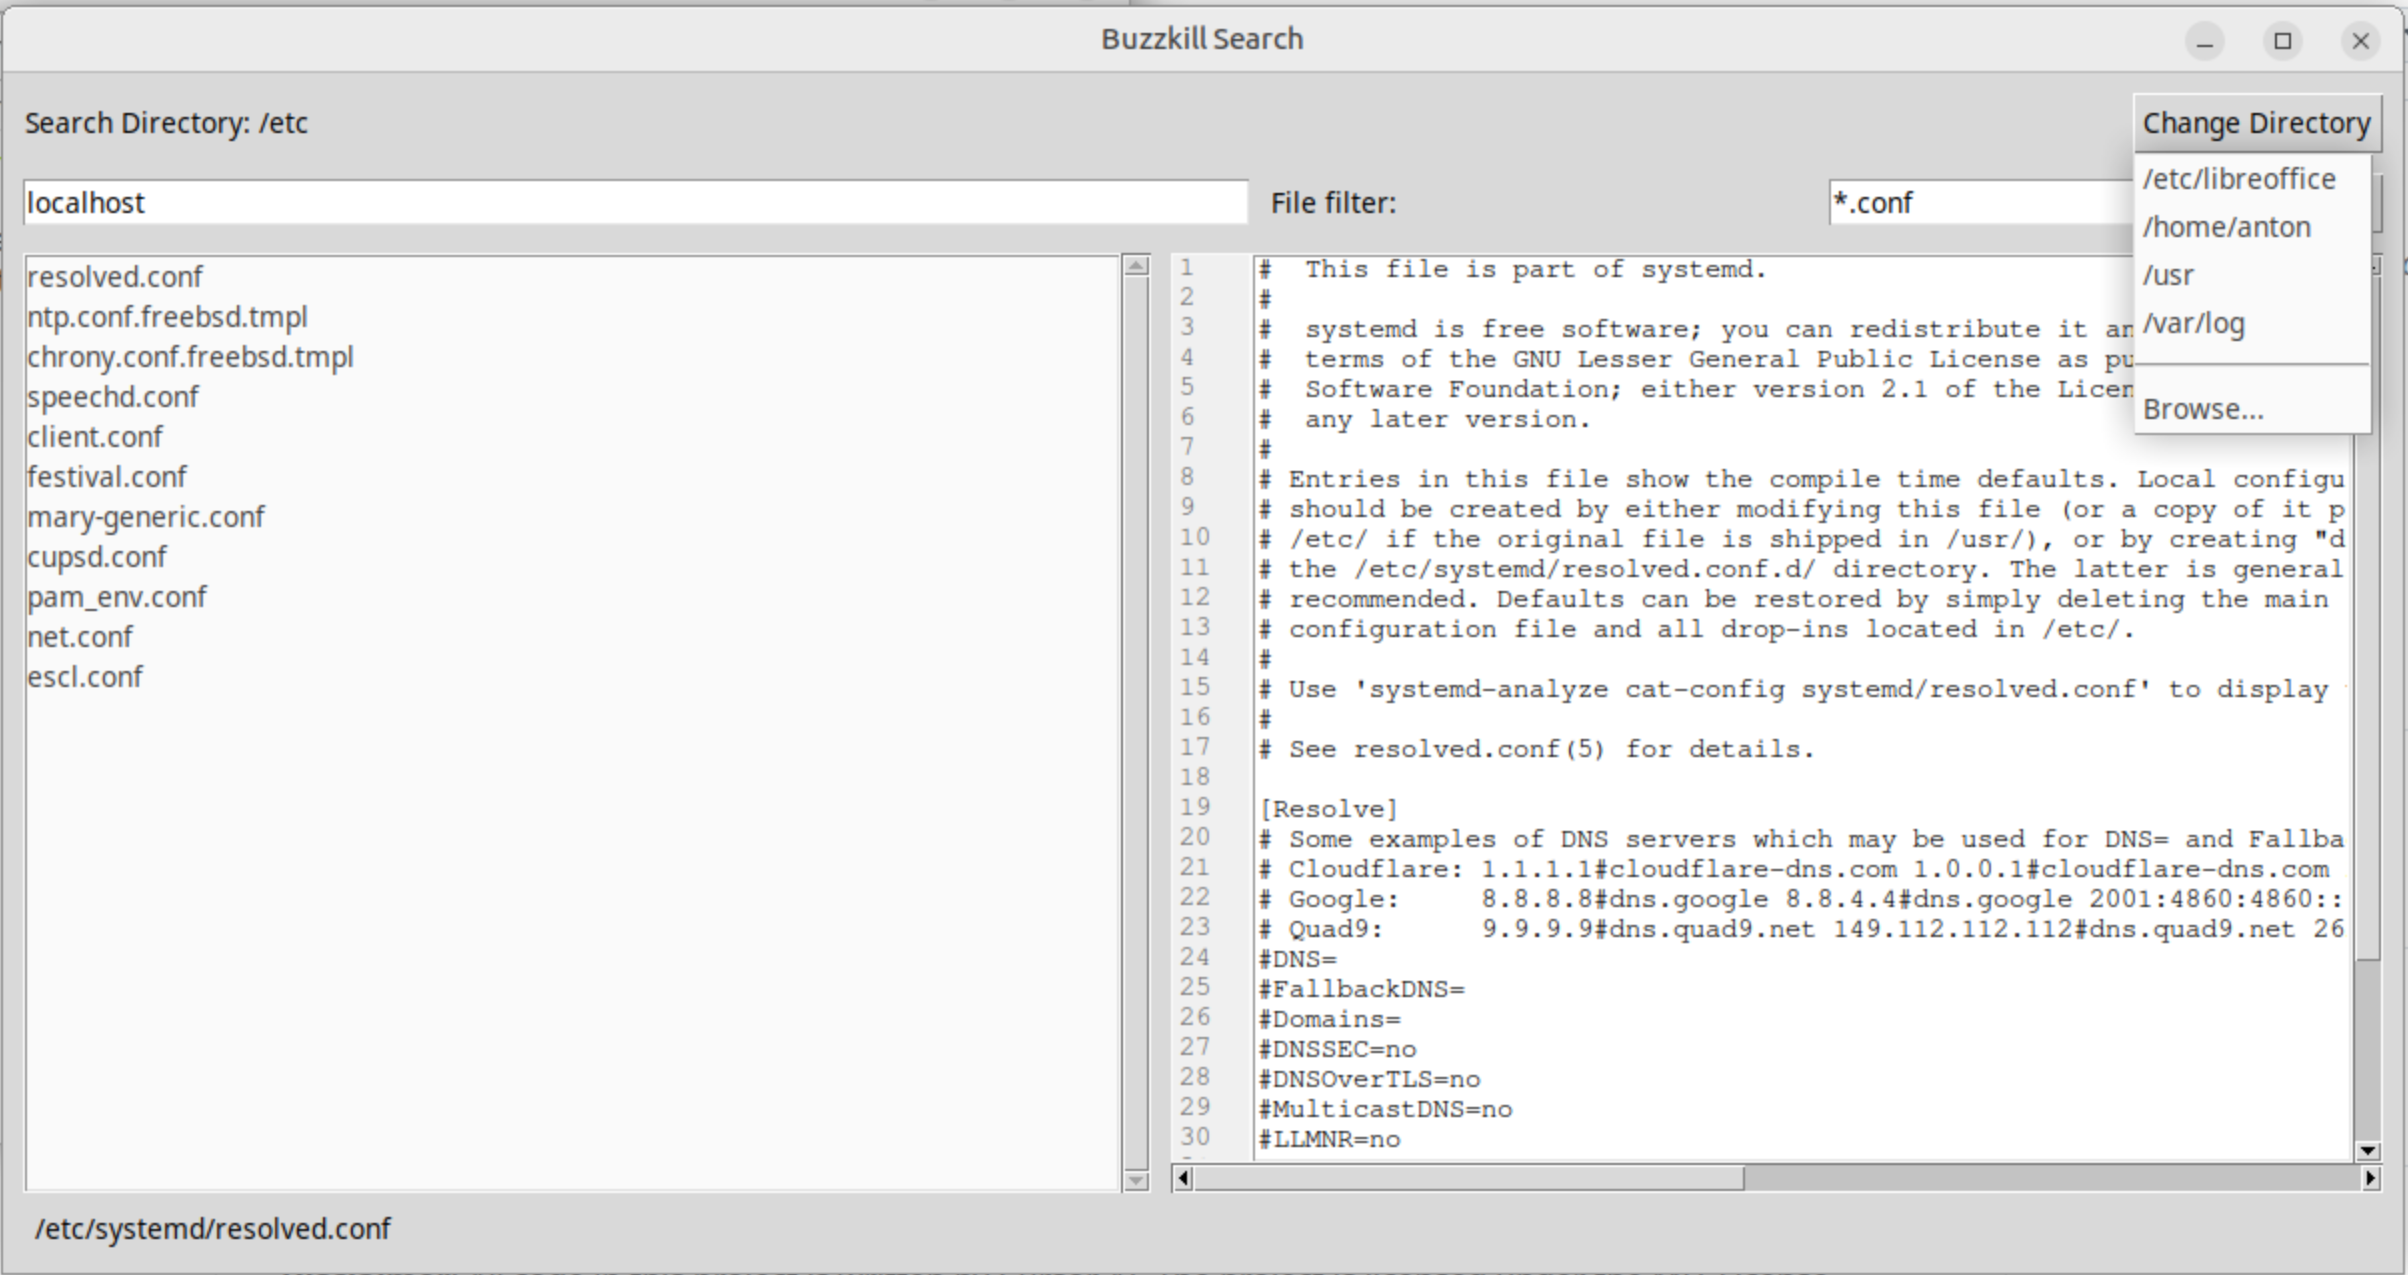 Buzzkill Search
Search Directory: /etc
Change Directory
localhost
File filter:
*.conf
/etc/libreoffice
/home/anton
/usr
/var/log
Browse...
resolved.conf
ntp.conf.freebsd.tmpl
chrony.conf.freebsd.tmpl
speechd.conf
client.conf
festival.conf
mary-generic.conf
cupsd.conf
pam_env.conf
net.conf
escl.conf
1 #  This file is part of systemd.
2 #
3 #  systemd is free software; you can redistribute it an
4 #  terms of the GNU Lesser General Public License as pu
5 #  Software Foundation; either version 2.1 of the Licen
6 #  any later version.
7 #
8 # Entries in this file show the compile time defaults. Local configu
9 # should be created by either modifying this file (or a copy of it p
10 # /etc/ if the original file is shipped in /usr/), or by creating "d
11 # the /etc/systemd/resolved.conf.d/ directory. The latter is general
12 # recommended. Defaults can be restored by simply deleting the main
13 # configuration file and all drop-ins located in /etc/.
14 #
15 # Use 'systemd-analyze cat-config systemd/resolved.conf' to display
16 #
17 # See resolved.conf(5) for details.
18
19 [Resolve]
20 # Some examples of DNS servers which may be used for DNS= and Fallba
21 # Cloudflare: 1.1.1.1#cloudflare-dns.com 1.0.0.1#cloudflare-dns.com
22 # Google:     8.8.8.8#dns.google 8.8.4.4#dns.google 2001:4860:4860::
23 # Quad9:      9.9.9.9#dns.quad9.net 149.112.112.112#dns.quad9.net 26
24 #DNS=
25 #FallbackDNS=
26 #Domains=
27 #DNSSEC=no
28 #DNSOverTLS=no
29 #MulticastDNS=no
30 #LLMNR=no
/etc/systemd/resolved.conf